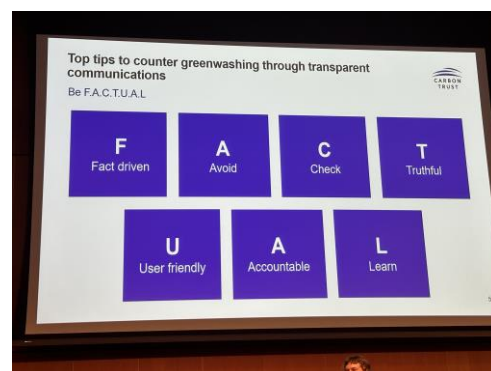 Top tips to counter greenwashing through transparent
communications
CARBON
TRUST
Be F.A.C.T.U.A.L
F
Fact driven
A
Avoid
C
Check
T
Truthful
U
User friendly
A
Accountable
L
Learn